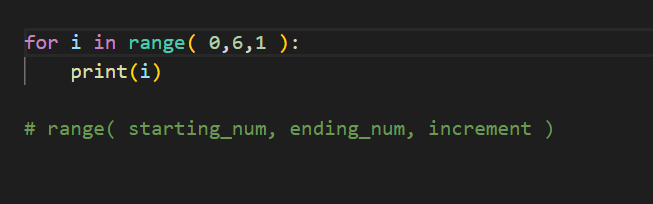 for i in range( 0,6,1 ):
    print(i)
# range( starting_num, ending_num, increment )